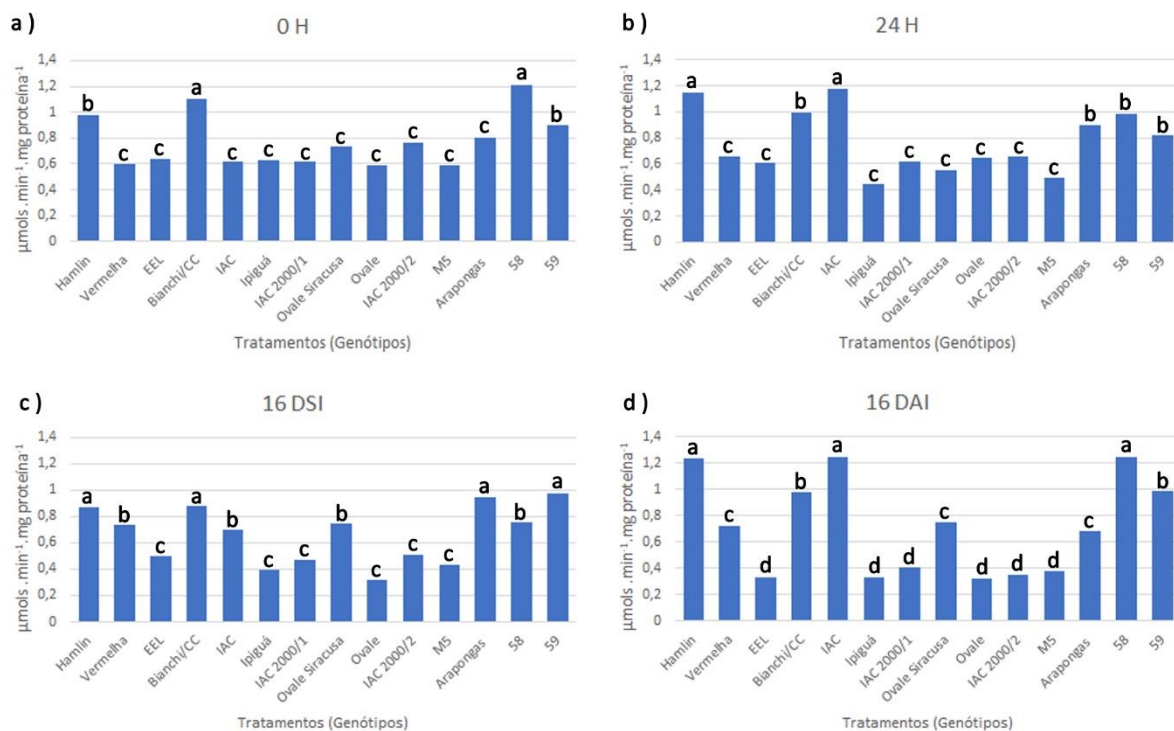 a )
0 H
µmols .min⁻¹.mg proteína⁻¹
1,4
1,2
1
0,8
0,6
0,4
0,2
0
b c c a c c c c c c c c a b
Hamlin
Vermelha
EEL
Bianchi/CC
IAC
Ipiguá
IAC 2000/1
Ovale Siracusa
Ovale
IAC 2000/2
M5
Arapongas
58
59
Tratamentos (Genótipos)
b )
24 H
µmols .min⁻¹.mg proteína⁻¹
1,4
1,2
1
0,8
0,6
0,4
0,2
0
a c c b a c c c c c c b b b
Hamlin
Vermelha
EEL
Bianchi/CC
IAC
Ipiguá
IAC 2000/1
Ovale Siracusa
Ovale
IAC 2000/2
M5
Arapongas
58
59
Tratamentos (Genótipos)
c )
16 DSI
µmols .min⁻¹.mg proteína⁻¹
1,4
1,2
1
0,8
0,6
0,4
0,2
0
a b c a b c c b c c c a b a
Hamlin
Vermelha
EEL
Bianchi/CC
IAC
Ipiguá
IAC 2000/1
Ovale Siracusa
Ovale
IAC 2000/2
M5
Arapongas
58
59
Tratamentos (Genótipos)
d )
16 DAI
µmols .min⁻¹.mg proteína⁻¹
1,4
1,2
1
0,8
0,6
0,4
0,2
0
a c d b a d d c d d d c a b
Hamlin
Vermelha
EEL
Bianchi/CC
IAC
Ipiguá
IAC 2000/1
Ovale Siracusa
Ovale
IAC 2000/2
M5
Arapongas
58
59
Tratamentos (Genótipos)